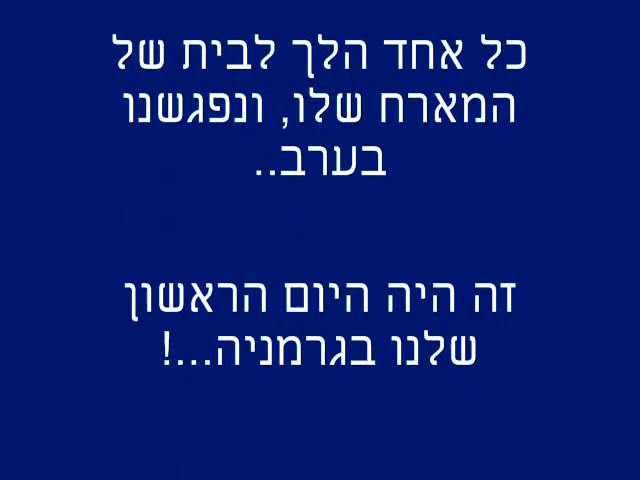 כל אחד הלך לבית של
המארח שלו, ונפגשנו
בערב..
זה היה היום הראשון
שלנו בגרמניה...!